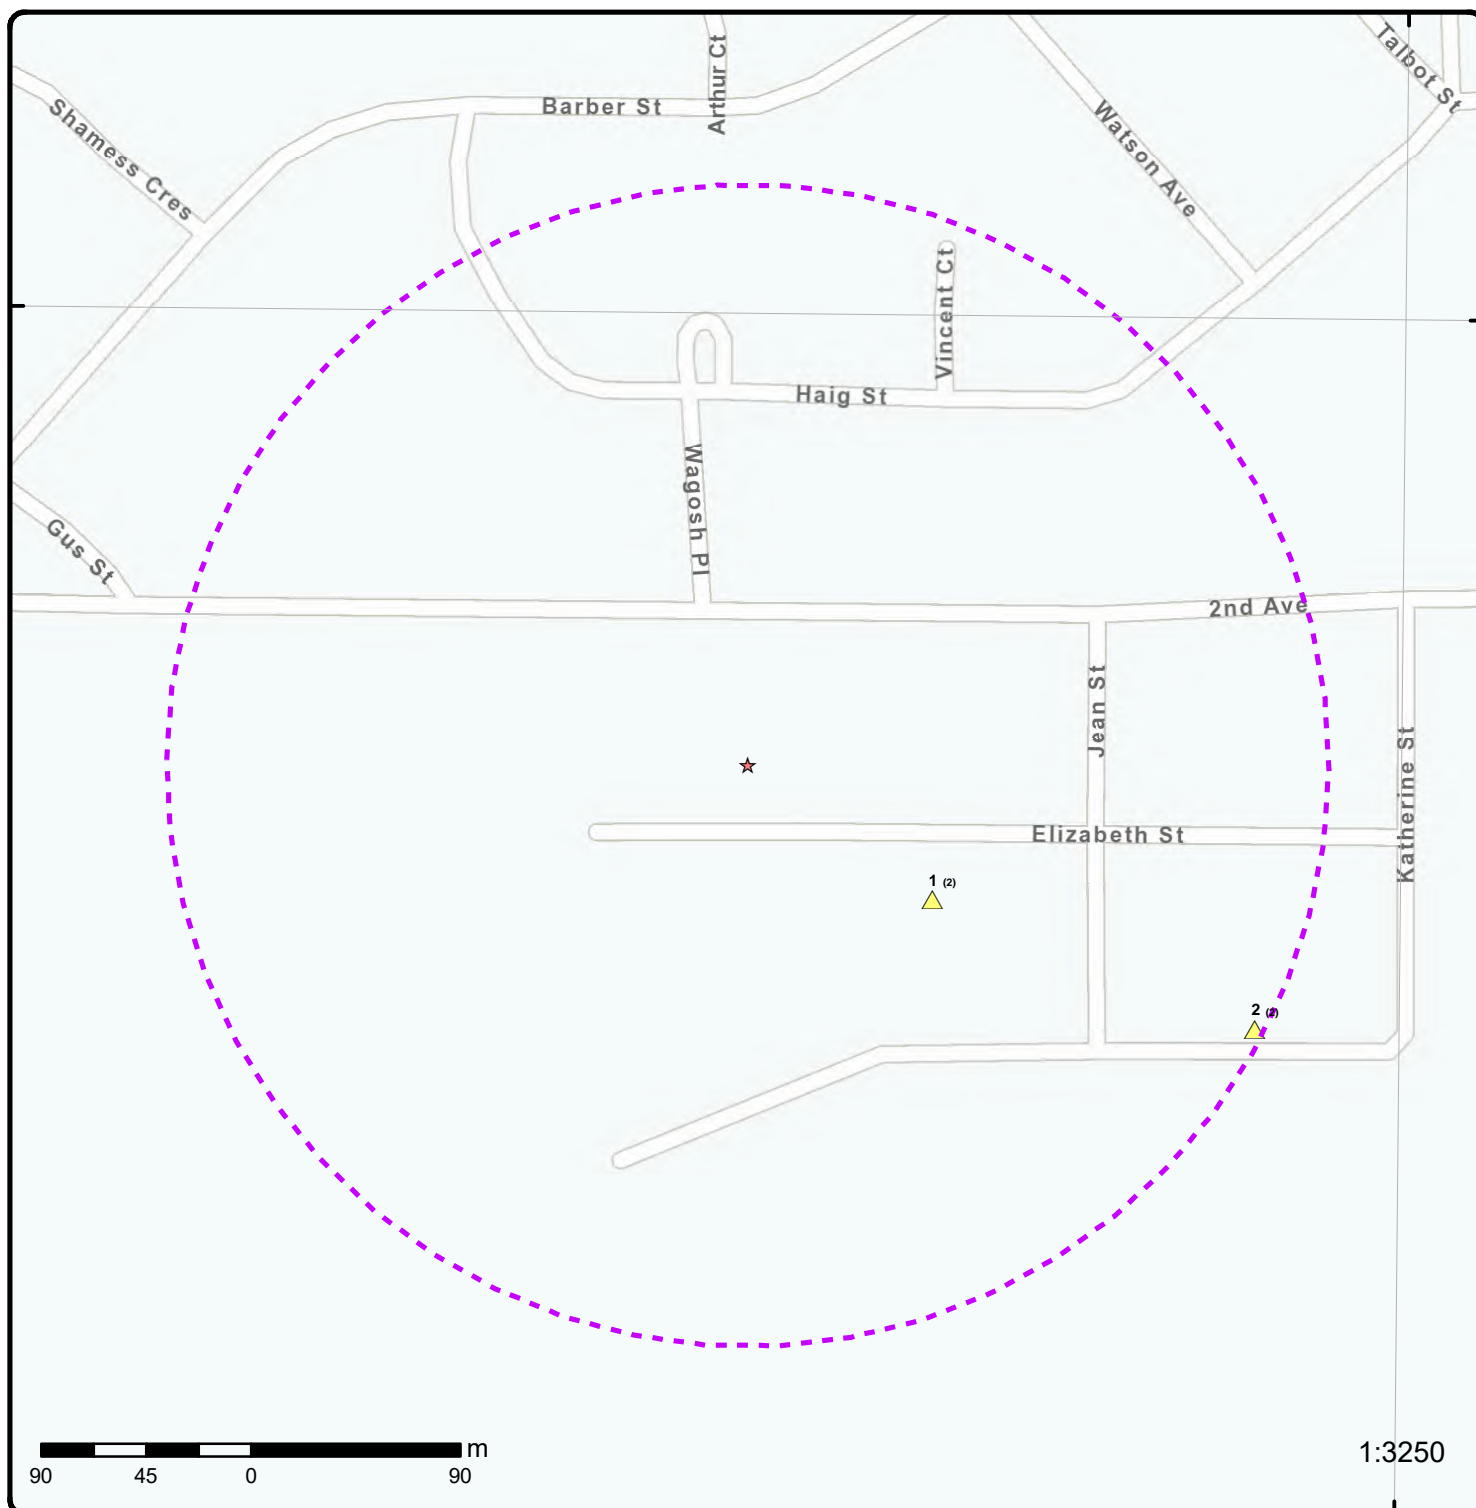 Arthur Ct
Talbot St
Barber St
Shamess Cres
Watson Ave
Vincent Ct
Haig St
Wagosh Pl
Gus St
2nd Ave
Jean St
Katherine St
Elizabeth St
1 (2)
2 (2)
m
90 45 0 90
1:3250